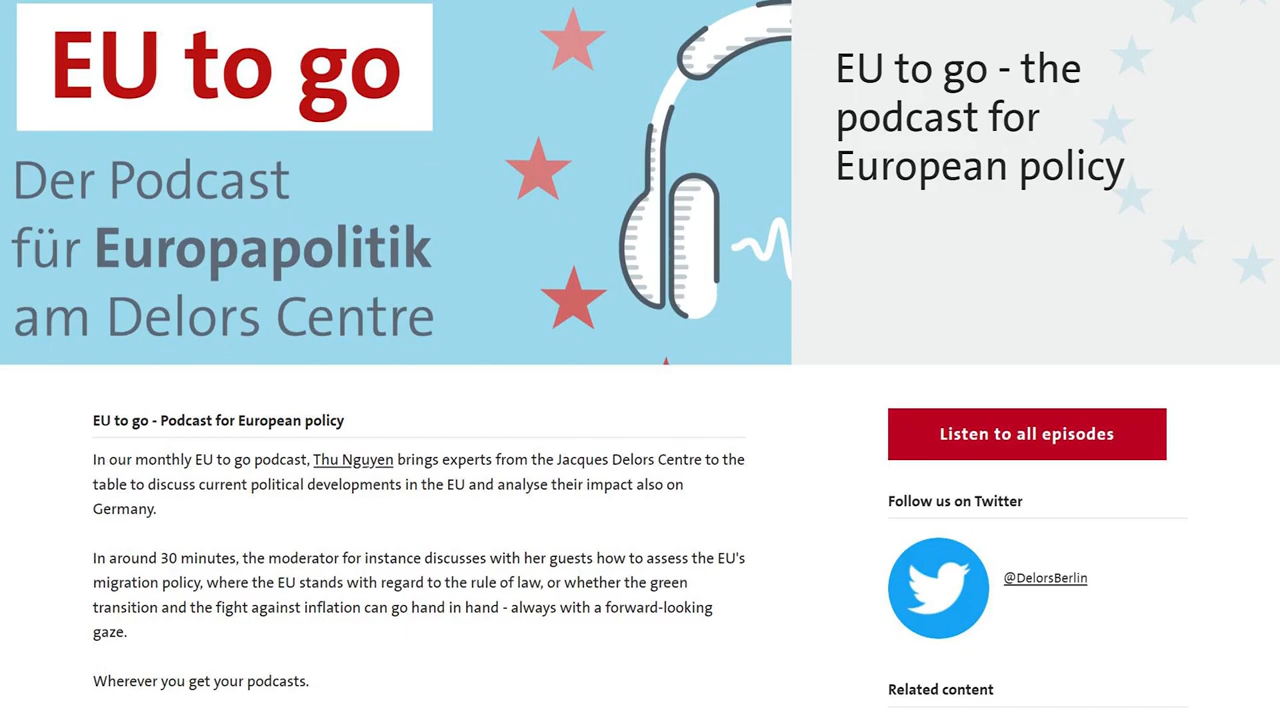 EU to go
Der Podcast
für Europapolitik
am Delors Centre
EU to go - the
podcast for
European policy
EU to go - Podcast for European policy
In our monthly EU to go podcast, Thu Nguyen brings experts from the Jacques Delors Centre to the
table to discuss current political developments in the EU and analyse their impact also on
Germany.
In around 30 minutes, the moderator for instance discusses with her guests how to assess the EU's
migration policy, where the EU stands with regard to the rule of law, or whether the green
transition and the fight against inflation can go hand in hand - always with a forward-looking
gaze.
Wherever you get your podcasts.
Listen to all episodes
Follow us on Twitter
@DelorsBerlin
Related content